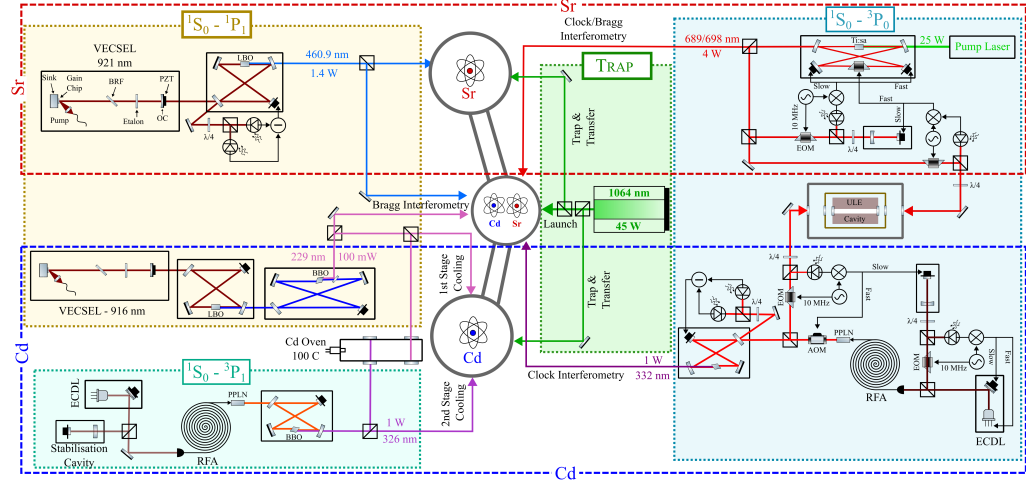 Sr
¹S₀ - ¹P₁
VECSEL
921 nm
Sink
Gain
Chip
BRF
PZT
Pump
Etalon
OC
LBO
λ/4
460.9 nm
1.4 W
Sr
Sr
Clock/Bragg
Interferometry
689/698 nm
4 W
¹S₀ - ³P₀
Ti:sa
25 W
Pump Laser
Slow
Fast
Fast
10 MHz
Slow
EOM
λ/4
λ/4
TRAP
Trap &
Transfer
1064 nm
45 W
Launch
Trap &
Transfer
Cd
Sr
Bragg Interferometry
229 nm
100 mW
ULE
Cavity
VECSEL - 916 nm
LBO
BBO
1st Stage
Cooling
Cd
Cd
Cd Oven
100 C
Clock Interferometry
1 W
332 nm
λ/4
λ/4
EOM
10 MHz
Slow
Fast
AOM
PPLN
RFA
λ/4
EOM
10 MHz
Slow
Fast
ECDL
¹S₀ - ³P₁
ECDL
PPLN
Stabilisation
Cavity
RFA
BBO
1 W
326 nm
2nd Stage
Cooling
Cd